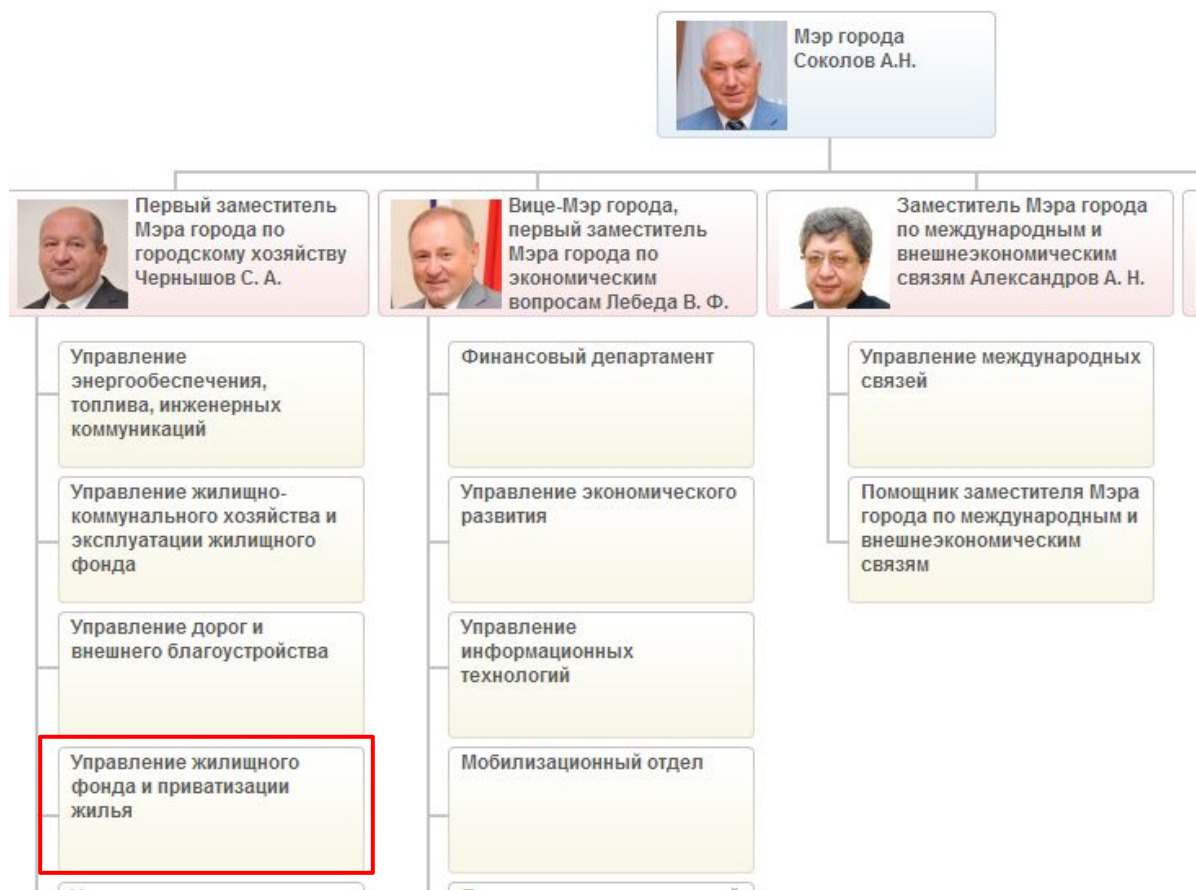 Мэр города
Соколов А.Н.
Первый заместитель
Мэра города по
городскому хозяйству
Чернышов С. А.
Вице-Мэр города,
первый заместитель
Мэра города по
экономическим
вопросам Лебеда В. Ф.
Заместитель Мэра города
по международным и
внешнеэкономическим
связям Александров А. Н.
Управление
энергообеспечения,
топлива, инженерных
коммуникаций
Управление жилищно-
коммунального хозяйства и
эксплуатации жилищного
фонда
Управление дорог и
внешнего благоустройства
Управление жилищного
фонда и приватизации
жилья
Финансовый департамент
Управление экономического
развития
Управление
информационных
технологий
Мобилизационный отдел
Управление международных
связей
Помощник заместителя Мэра
города по международным и
внешнеэкономическим
связям